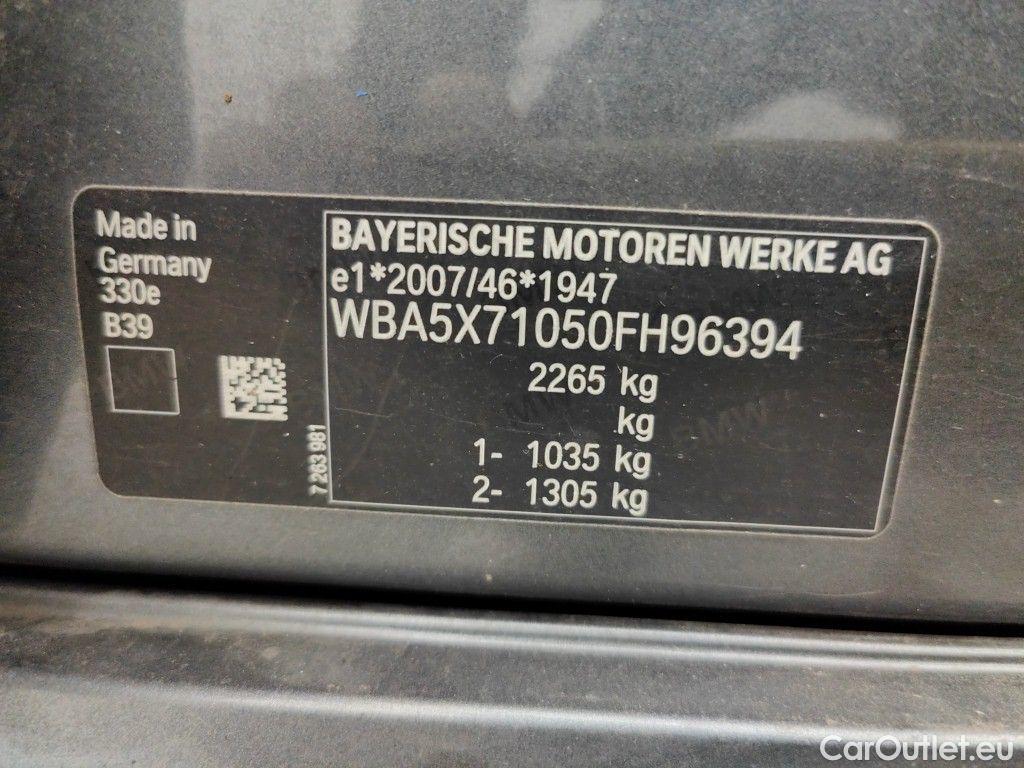 Made in
Germany
330e
B39
7 263 981
BAYERISCHE MOTOREN WERKE AG
e1*2007/46*1947
WBA5X71050FH96394
2265 kg
kg
1- 1035 kg
2- 1305 kg
CarOutlet.eu